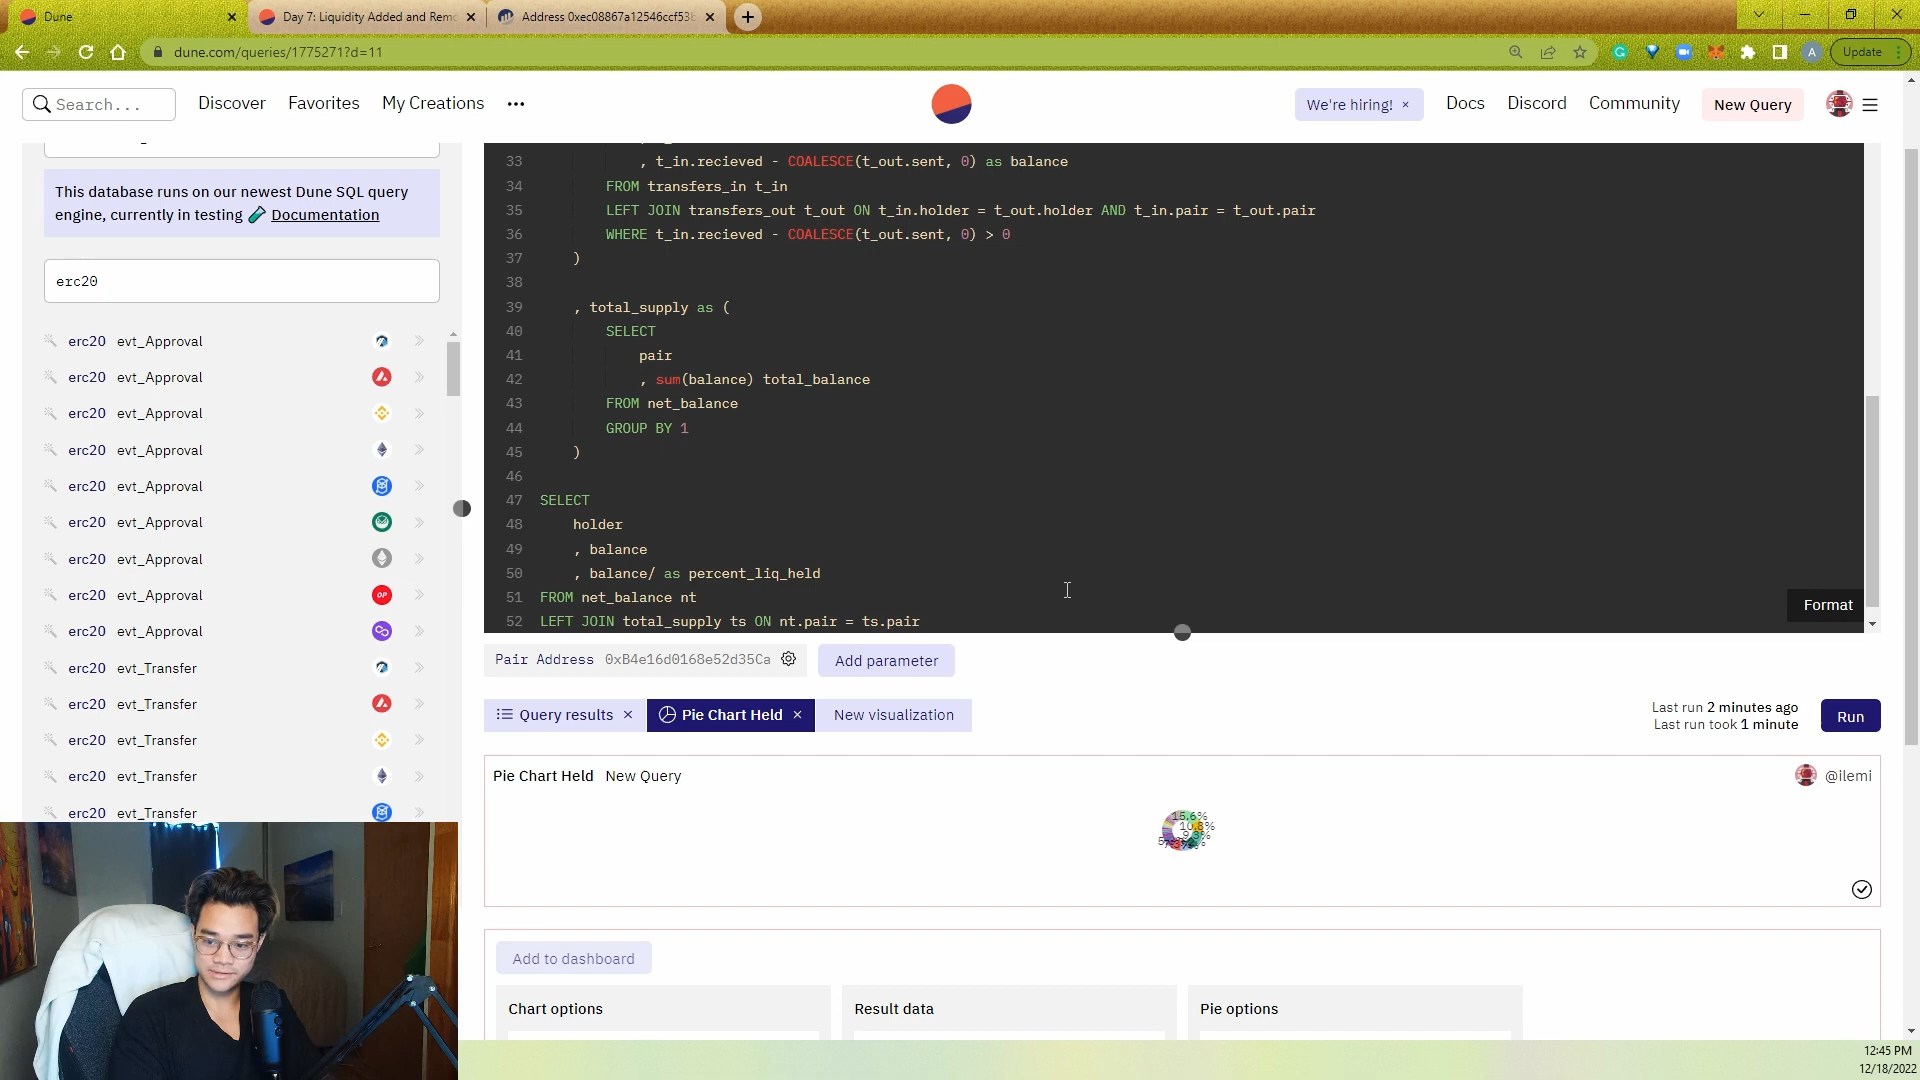 Dune
Day 7: Liquidity Added and Remo
Address 0xec08867a12546ccf53b
dune.com/queries/1775271?d=11
Update
Search...
Discover
Favorites
My Creations
We're hiring! ×
Docs
Discord
Community
New Query
This database runs on our newest Dune SQL query
engine, currently in testing Documentation
erc20
erc20 evt_Approval
erc20 evt_Approval
erc20 evt_Approval
erc20 evt_Approval
erc20 evt_Approval
erc20 evt_Approval
erc20 evt_Approval
erc20 evt_Approval
erc20 evt_Approval
erc20 evt_Transfer
erc20 evt_Transfer
erc20 evt_Transfer
erc20 evt_Transfer
erc20 evt_Transfer
33 , t_in.recieved - COALESCE(t_out.sent, 0) as balance
34 FROM transfers_in t_in
35 LEFT JOIN transfers_out t_out ON t_in.holder = t_out.holder AND t_in.pair = t_out.pair
36 WHERE t_in.recieved - COALESCE(t_out.sent, 0) > 0
37 )
38
39 , total_supply as (
40 SELECT
41 pair
42 , sum(balance) total_balance
43 FROM net_balance
44 GROUP BY 1
45 )
46
47 SELECT
48 holder
49 , balance
50 , balance/ as percent_liq_held
51 FROM net_balance nt
52 LEFT JOIN total_supply ts ON nt.pair = ts.pair
Format
Pair Address 0xB4e16d0168e52d35Ca
Add parameter
Query results ×
Pie Chart Held ×
New visualization
Last run 2 minutes ago
Last run took 1 minute
Run
Pie Chart Held New Query
@ilemi
15.6%
10.8%
9.3%
Add to dashboard
Chart options
Result data
Pie options
12:45 PM
12/18/2022